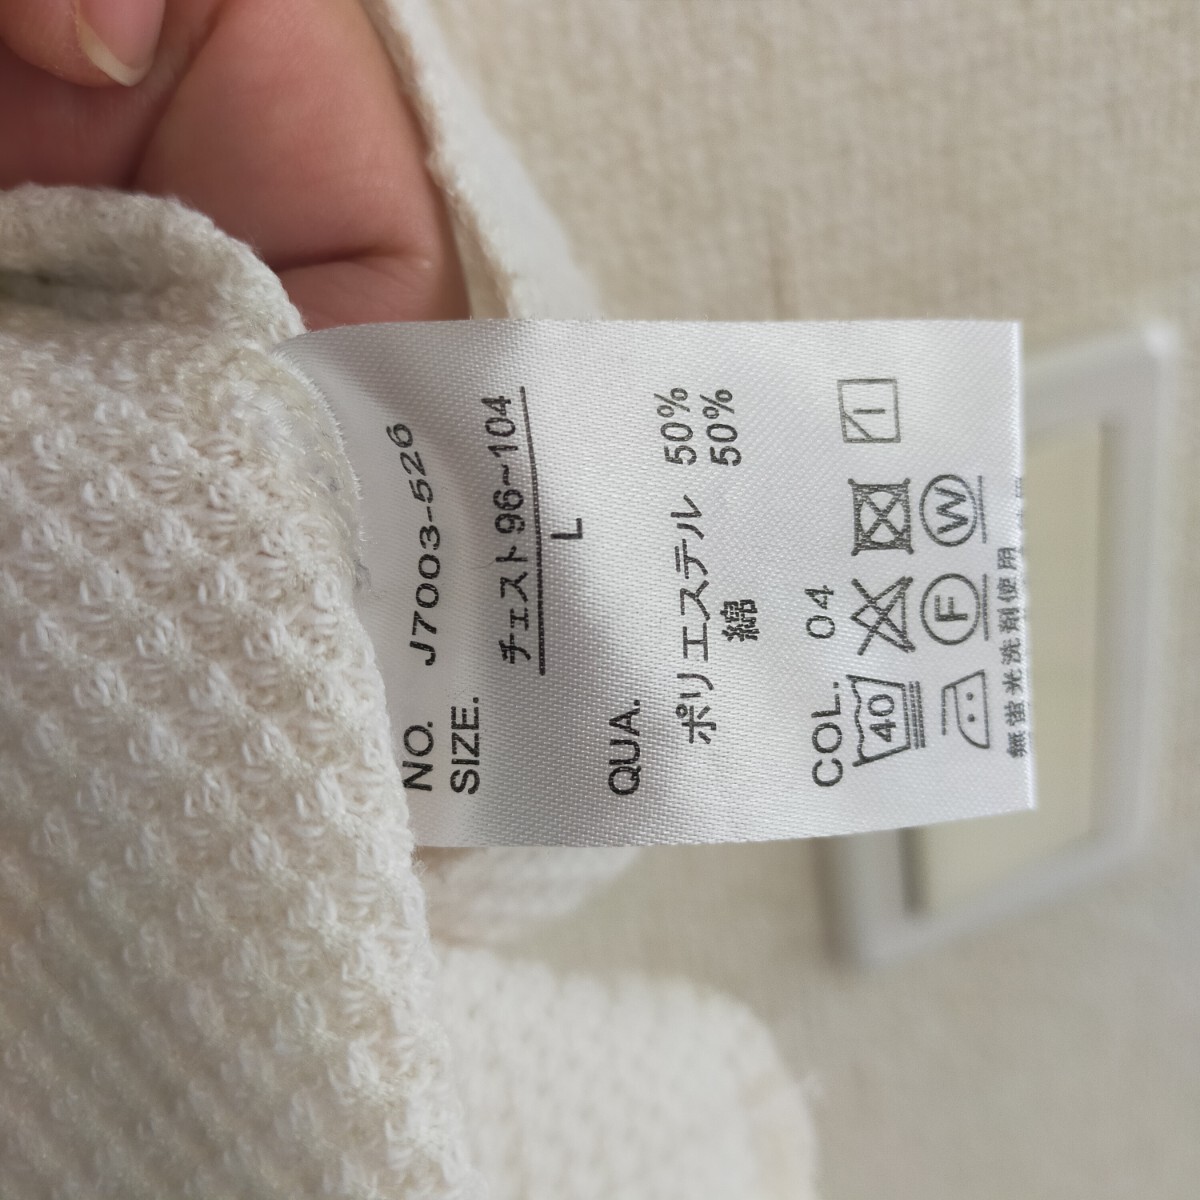 NO. J7003-526
SIZE.
チェスト96~104
L
QUA.
ポリエステル 50%
綿 50%
COL. 04
40
F W
無蛍光洗剤使用